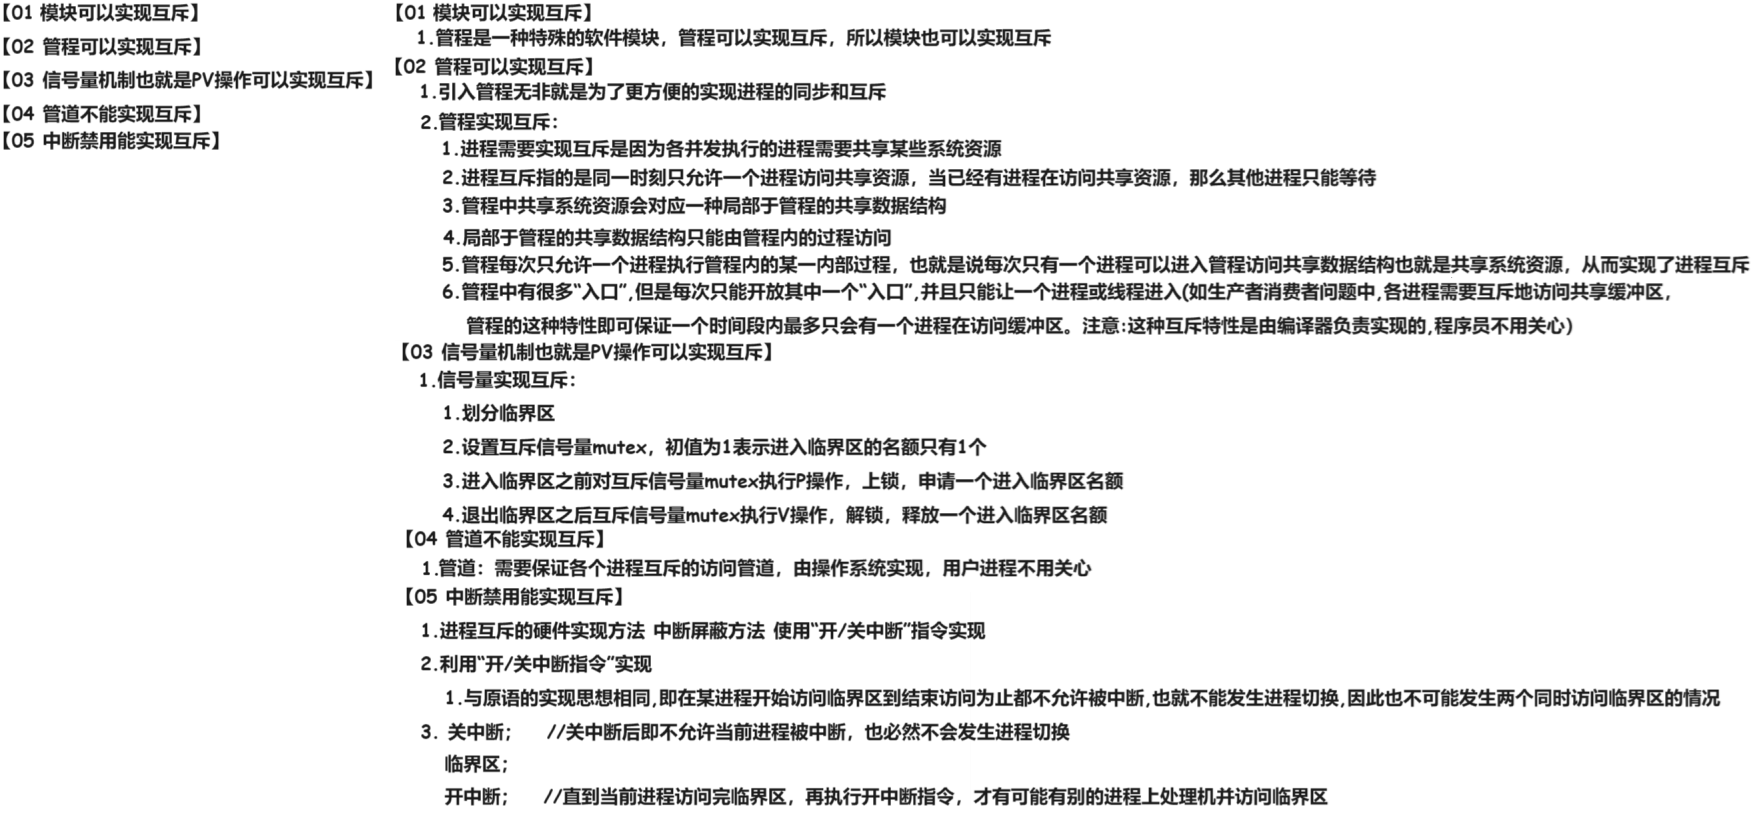 【01 模块可以实现互斥】
【02 管程可以实现互斥】
【03 信号量机制也就是PV操作可以实现互斥】
【04 管道不能实现互斥】
【05 中断禁用能实现互斥】
【01 模块可以实现互斥】
1.管程是一种特殊的软件模块，管程可以实现互斥，所以模块也可以实现互斥
【02 管程可以实现互斥】
1.引入管程无非就是为了更方便的实现进程的同步和互斥
2.管程实现互斥：
1.进程需要实现互斥是因为各并发执行的进程需要共享某些系统资源
2.进程互斥指的是同一时刻只允许一个进程访问共享资源，当已经有进程在访问共享资源，那么其他进程只能等待
3.管程中共享系统资源会对应一种局部于管程的共享数据结构
4.局部于管程的共享数据结构只能由管程内的过程访问
5.管程每次只允许一个进程执行管程内的某一内部过程，也就是说每次只有一个进程可以进入管程访问共享数据结构也就是共享系统资源，从而实现了进程互斥
6.管程中有很多“入口”,但是每次只能开放其中一个“入口”,并且只能让一个进程或线程进入(如生产者消费者问题中,各进程需要互斥地访问共享缓冲区，
管程的这种特性即可保证一个时间段内最多只会有一个进程在访问缓冲区。注意:这种互斥特性是由编译器负责实现的,程序员不用关心)
【03 信号量机制也就是PV操作可以实现互斥】
1.信号量实现互斥：
1.划分临界区
2.设置互斥信号量mutex，初值为1表示进入临界区的名额只有1个
3.进入临界区之前对互斥信号量mutex执行P操作，上锁，申请一个进入临界区名额
4.退出临界区之后互斥信号量mutex执行V操作，解锁，释放一个进入临界区名额
【04 管道不能实现互斥】
1.管道：需要保证各个进程互斥的访问管道，由操作系统实现，用户进程不用关心
【05 中断禁用能实现互斥】
1.进程互斥的硬件实现方法 中断屏蔽方法 使用“开/关中断”指令实现
2.利用“开/关中断指令”实现
1.与原语的实现思想相同,即在某进程开始访问临界区到结束访问为止都不允许被中断,也就不能发生进程切换,因此也不可能发生两个同时访问临界区的情况
3. 关中断； //关中断后即不允许当前进程被中断，也必然不会发生进程切换
临界区；
开中断； //直到当前进程访问完临界区，再执行开中断指令，才有可能有别的进程上处理机并访问临界区